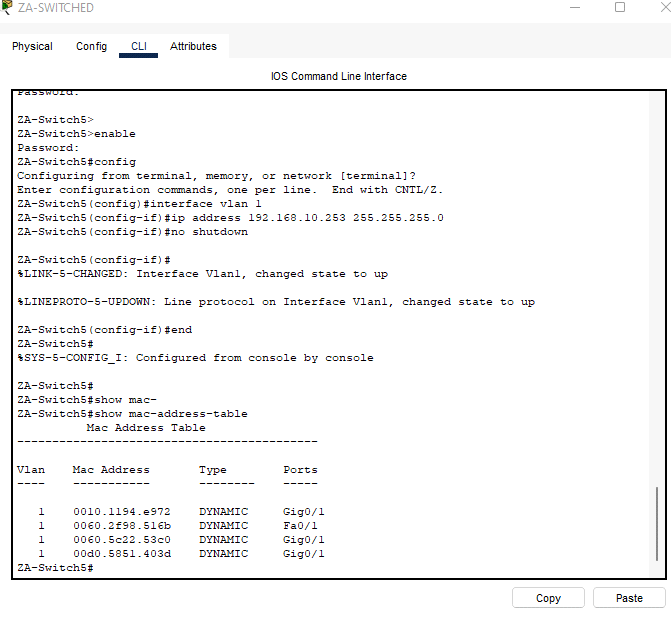 ZA-SWITCHED
Physical Config CLI Attributes
IOS Command Line Interface
Password:
ZA-Switch5>
ZA-Switch5>enable
Password:
ZA-Switch5#config
Configuring from terminal, memory, or network [terminal]?
Enter configuration commands, one per line.  End with CNTL/Z.
ZA-Switch5(config)#interface vlan 1
ZA-Switch5(config-if)#ip address 192.168.10.253 255.255.255.0
ZA-Switch5(config-if)#no shutdown
ZA-Switch5(config-if)#
%LINK-5-CHANGED: Interface Vlan1, changed state to up
%LINEPROTO-5-UPDOWN: Line protocol on Interface Vlan1, changed state to up
ZA-Switch5(config-if)#end
ZA-Switch5#
%SYS-5-CONFIG_I: Configured from console by console
ZA-Switch5#
ZA-Switch5#show mac-
ZA-Switch5#show mac-address-table
Mac Address Table
-------------------------------------------
Vlan    Mac Address       Type        Ports
----    -----------       --------    -----
1    0010.1194.e972    DYNAMIC     Gig0/1
1    0060.2f98.516b    DYNAMIC     Fa0/1
1    0060.5c22.53c0    DYNAMIC     Gig0/1
1    00d0.5851.403d    DYNAMIC     Gig0/1
ZA-Switch5#
Copy Paste